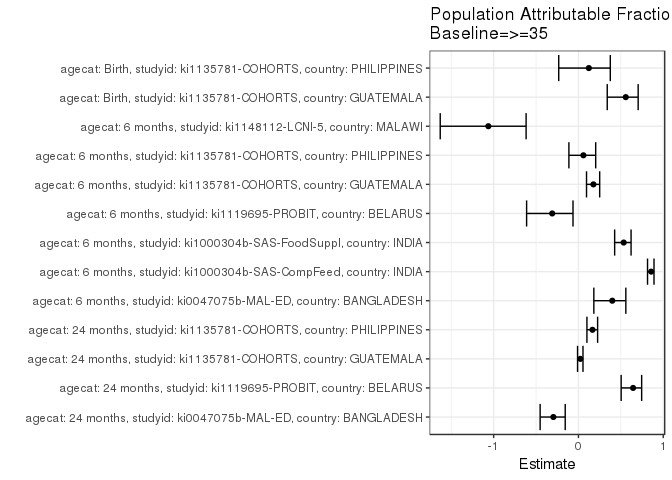 Population Attributable Fractio
Baseline=>=35
agecat: Birth, studyid: ki1135781-COHORTS, country: PHILIPPINES
agecat: Birth, studyid: ki1135781-COHORTS, country: GUATEMALA
agecat: 6 months, studyid: ki1148112-LCNI-5, country: MALAWI
agecat: 6 months, studyid: ki1135781-COHORTS, country: PHILIPPINES
agecat: 6 months, studyid: ki1135781-COHORTS, country: GUATEMALA
agecat: 6 months, studyid: ki1119695-PROBIT, country: BELARUS
agecat: 6 months, studyid: ki1000304b-SAS-FoodSuppl, country: INDIA
agecat: 6 months, studyid: ki1000304b-SAS-CompFeed, country: INDIA
agecat: 6 months, studyid: ki0047075b-MAL-ED, country: BANGLADESH
agecat: 24 months, studyid: ki1135781-COHORTS, country: PHILIPPINES
agecat: 24 months, studyid: ki1135781-COHORTS, country: GUATEMALA
agecat: 24 months, studyid: ki1119695-PROBIT, country: BELARUS
agecat: 24 months, studyid: ki0047075b-MAL-ED, country: BANGLADESH
-1 0 1
Estimate